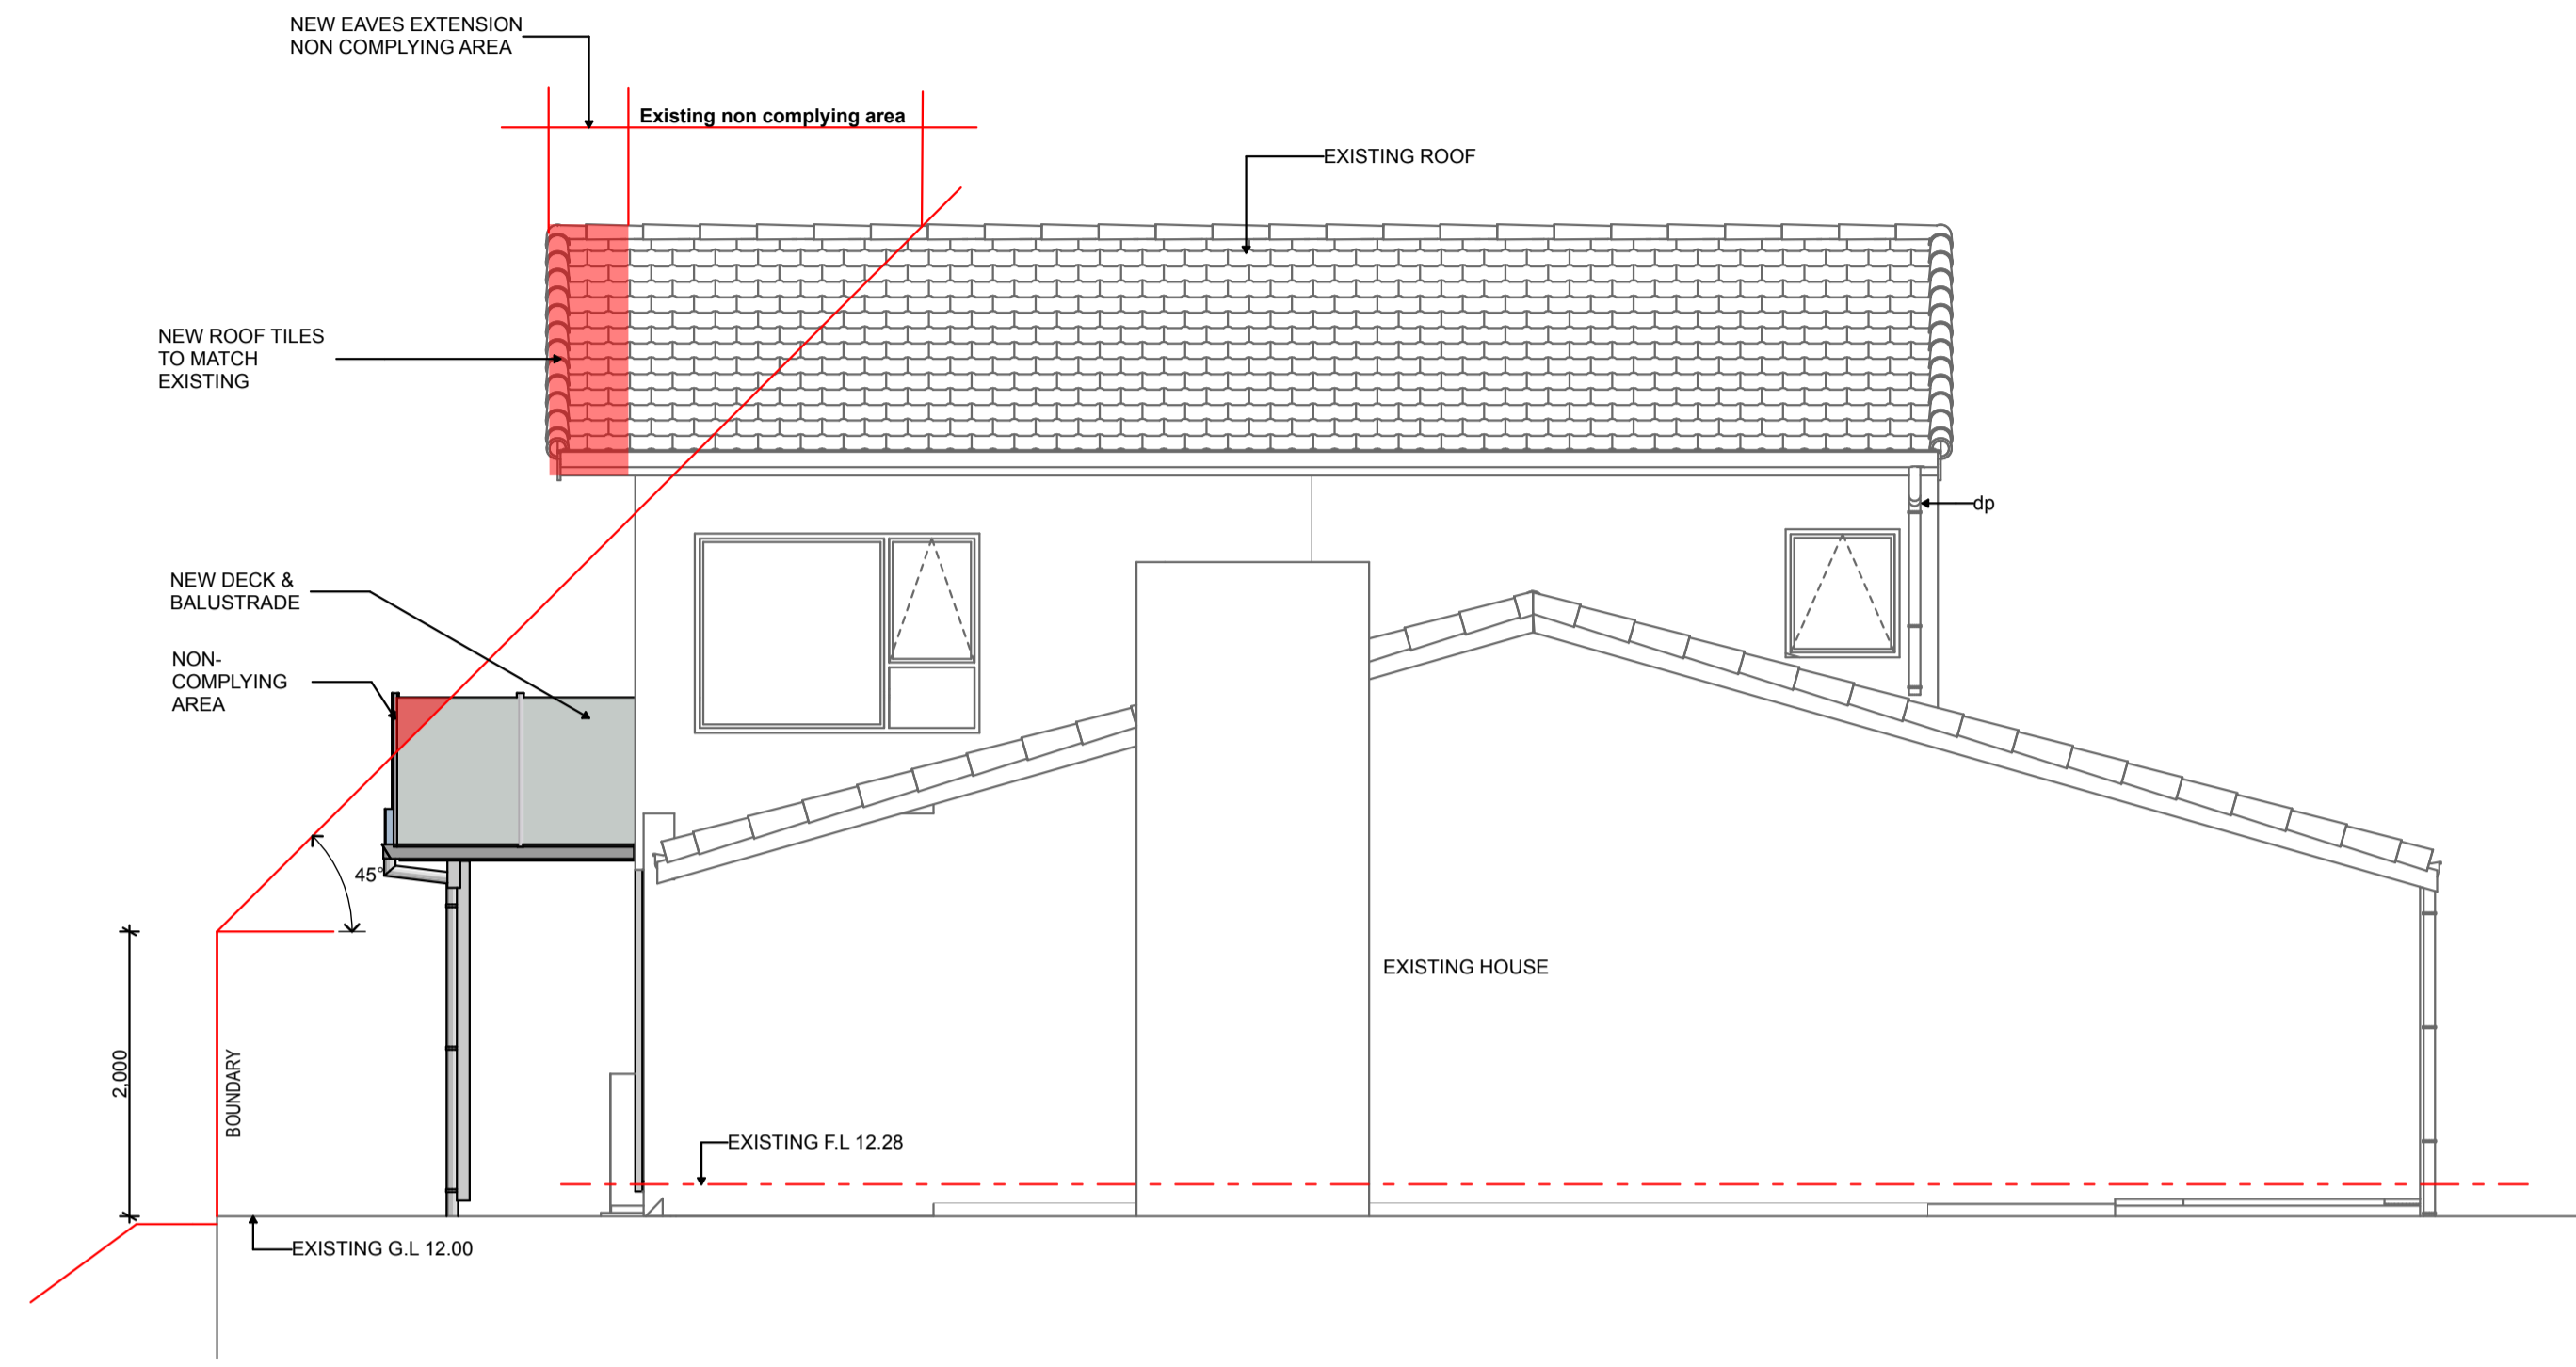 NEW EAVES EXTENSION
NON COMPLYING AREA
Existing non complying area
EXISTING ROOF
NEW ROOF TILES
TO MATCH
EXISTING
dp
NEW DECK &
BALUSTRADE
NON-
COMPLYING
AREA
45°
EXISTING HOUSE
2,000
BOUNDARY
EXISTING F.L 12.28
EXISTING G.L 12.00